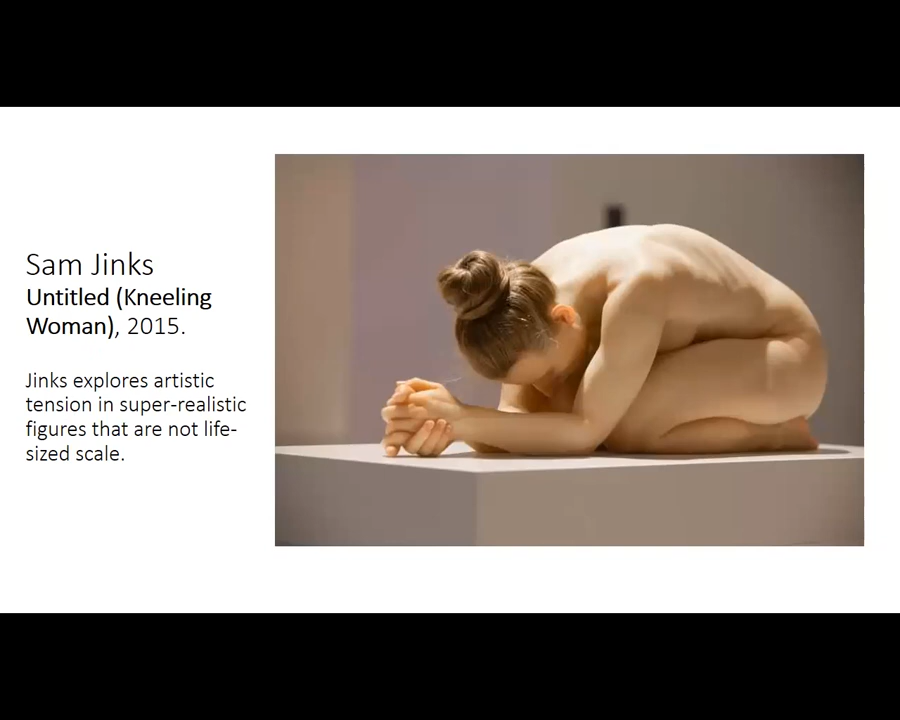 Sam Jinks
Untitled (Kneeling
Woman), 2015.
Jinks explores artistic
tension in super-realistic
figures that are not life-
sized scale.